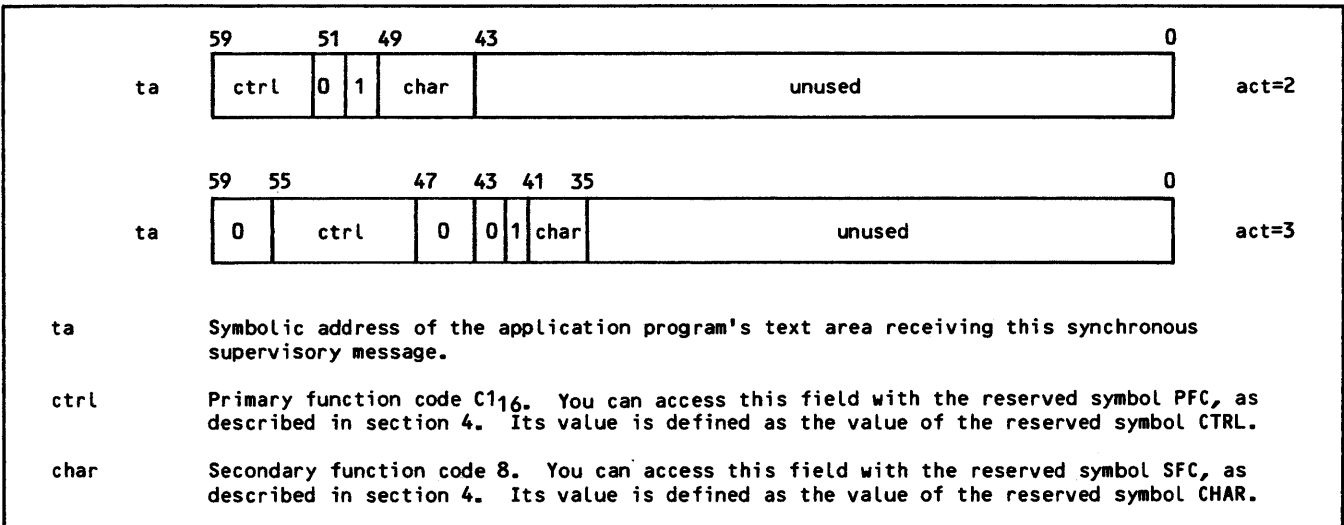 59 51 49 43 0
ta ctrl 0 1 char unused act=2
59 55 47 43 41 35 0
ta 0 ctrl 0 0 1 char unused act=3
ta Symbolic address of the application program's text area receiving this synchronous
supervisory message.
ctrl Primary function code C1₁₆. You can access this field with the reserved symbol PFC, as
described in section 4. Its value is defined as the value of the reserved symbol CTRL.
char Secondary function code 8. You can access this field with the reserved symbol SFC, as
described in section 4. Its value is defined as the value of the reserved symbol CHAR.